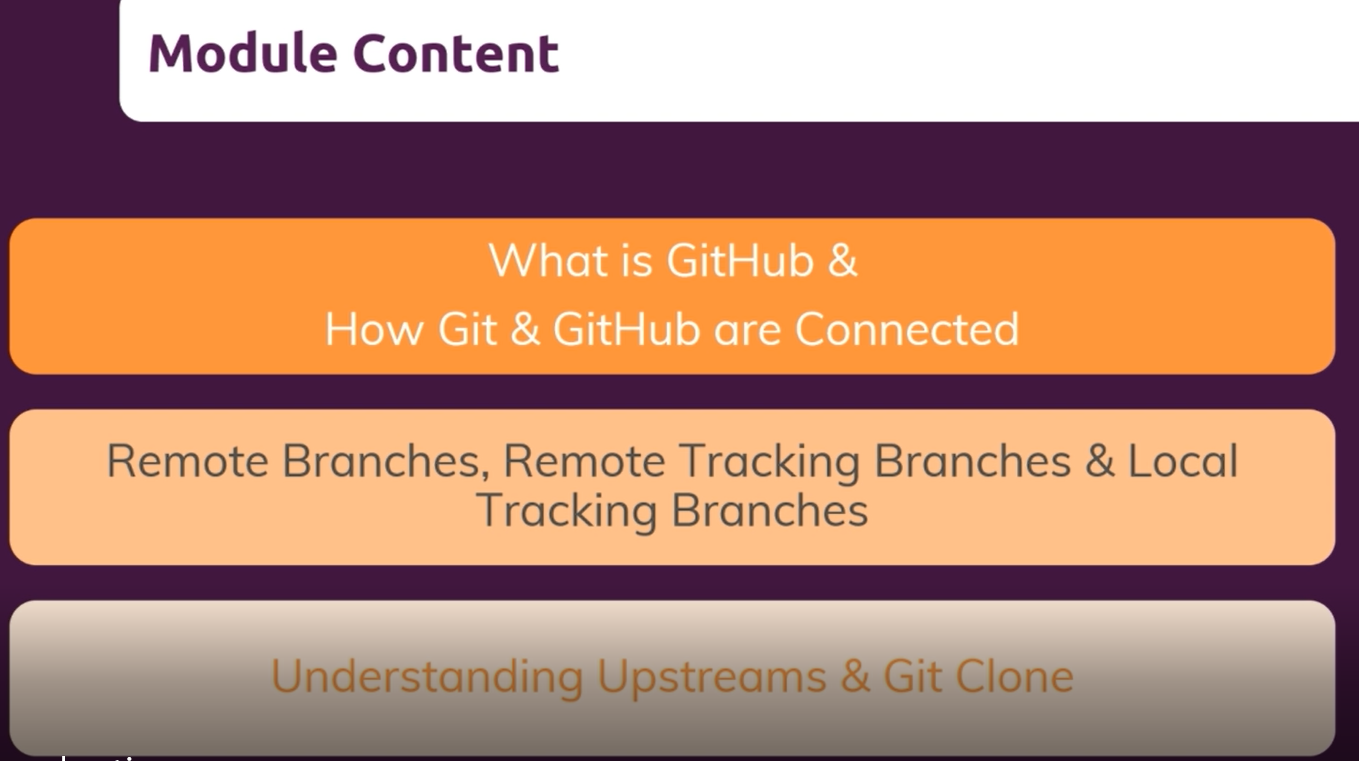 Module Content
What is GitHub &
How Git & GitHub are Connected
Remote Branches, Remote Tracking Branches & Local
Tracking Branches
Understanding Upstreams & Git Clone